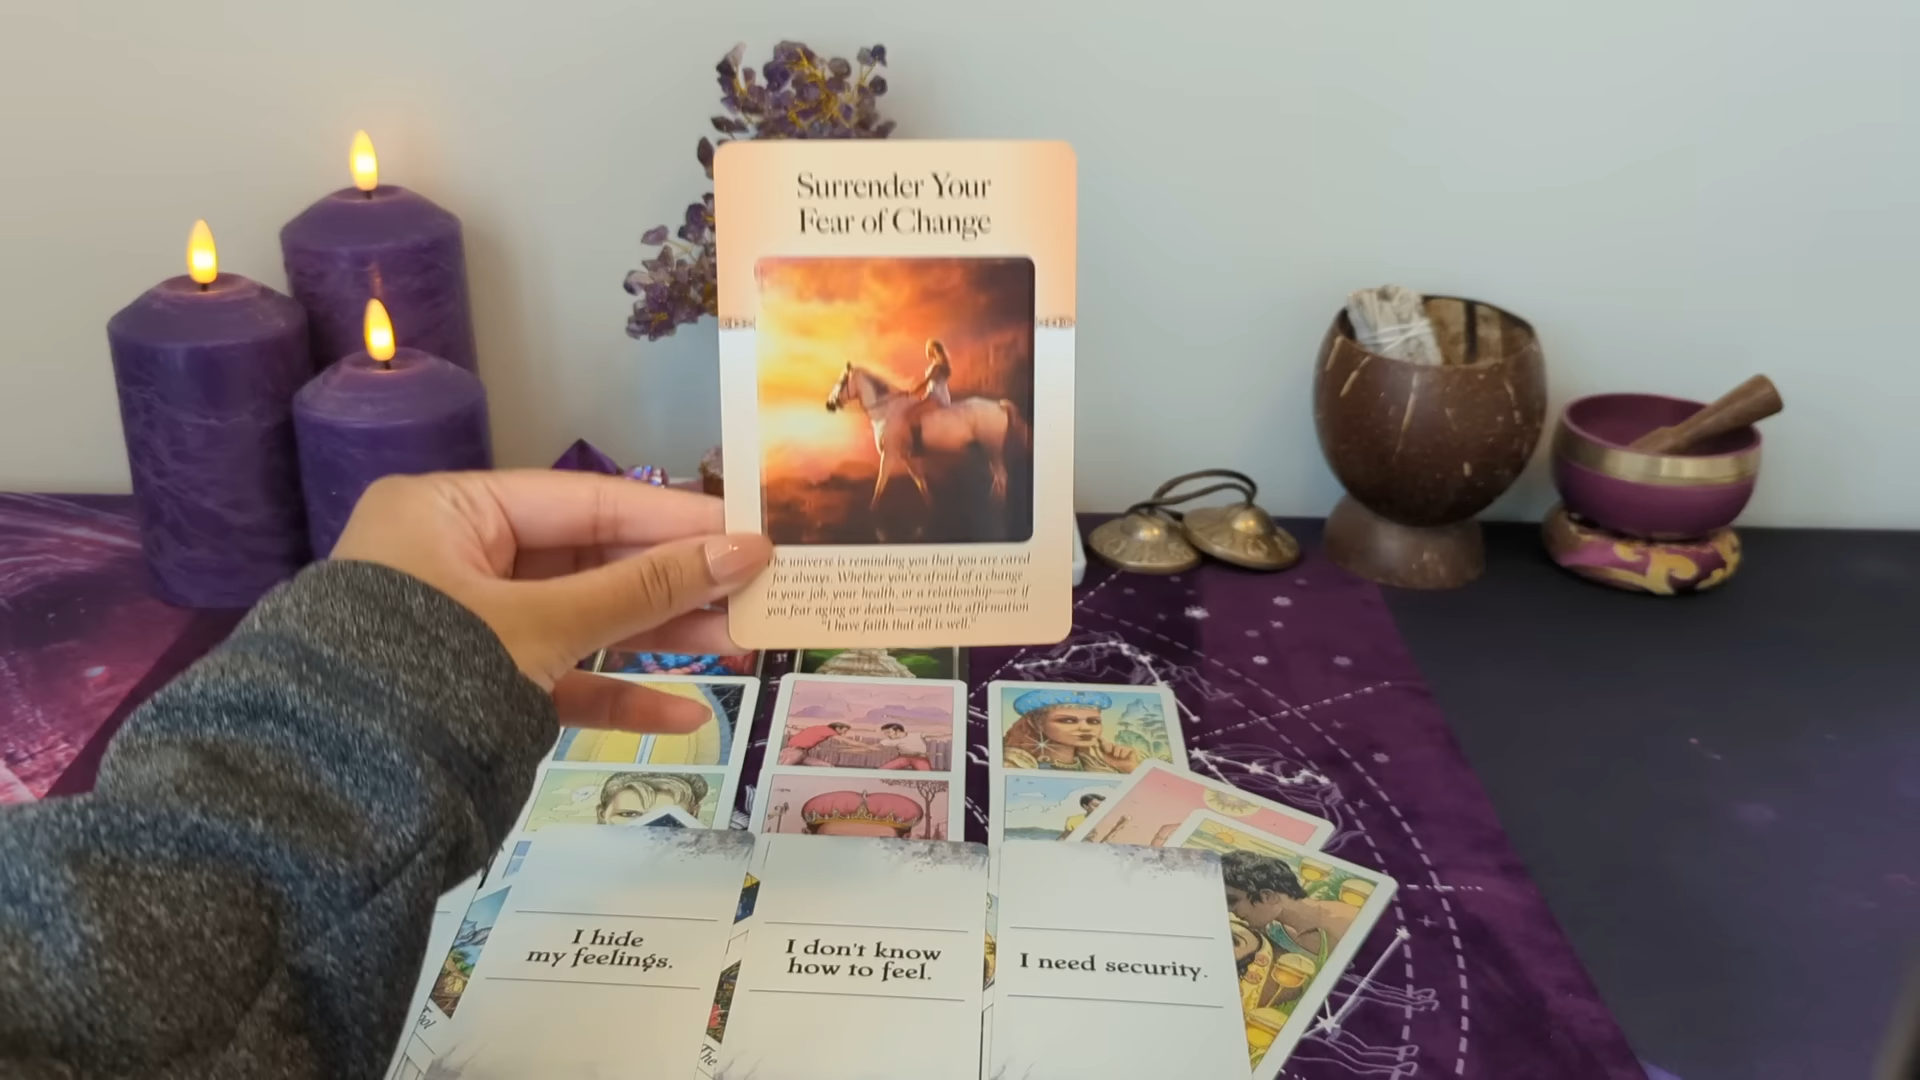 Surrender Your
Fear of Change
e universe is reminding you that you are cared
for always. Whether you're afraid of a change
in your job, your health, or a relationship—or if
you fear aging or death—repeat the affirmation
"I have faith that all is well."
31
I hide
my feelings.
I don't know
how to feel.
I need security.
The